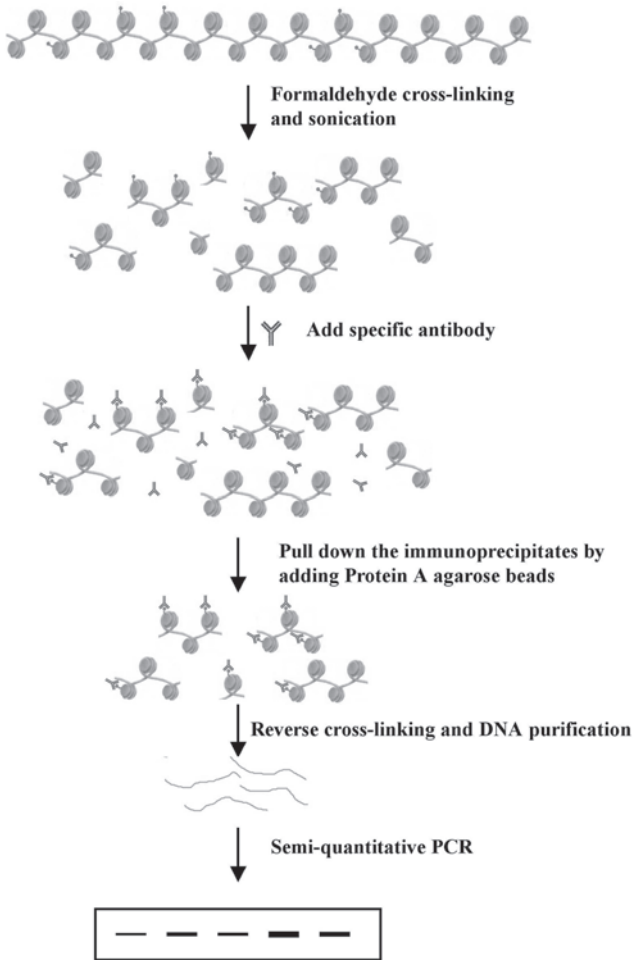 Formaldehyde cross-linking
and sonication
Add specific antibody
Pull down the immunoprecipitates by
adding Protein A agarose beads
Reverse cross-linking and DNA purification
Semi-quantitative PCR